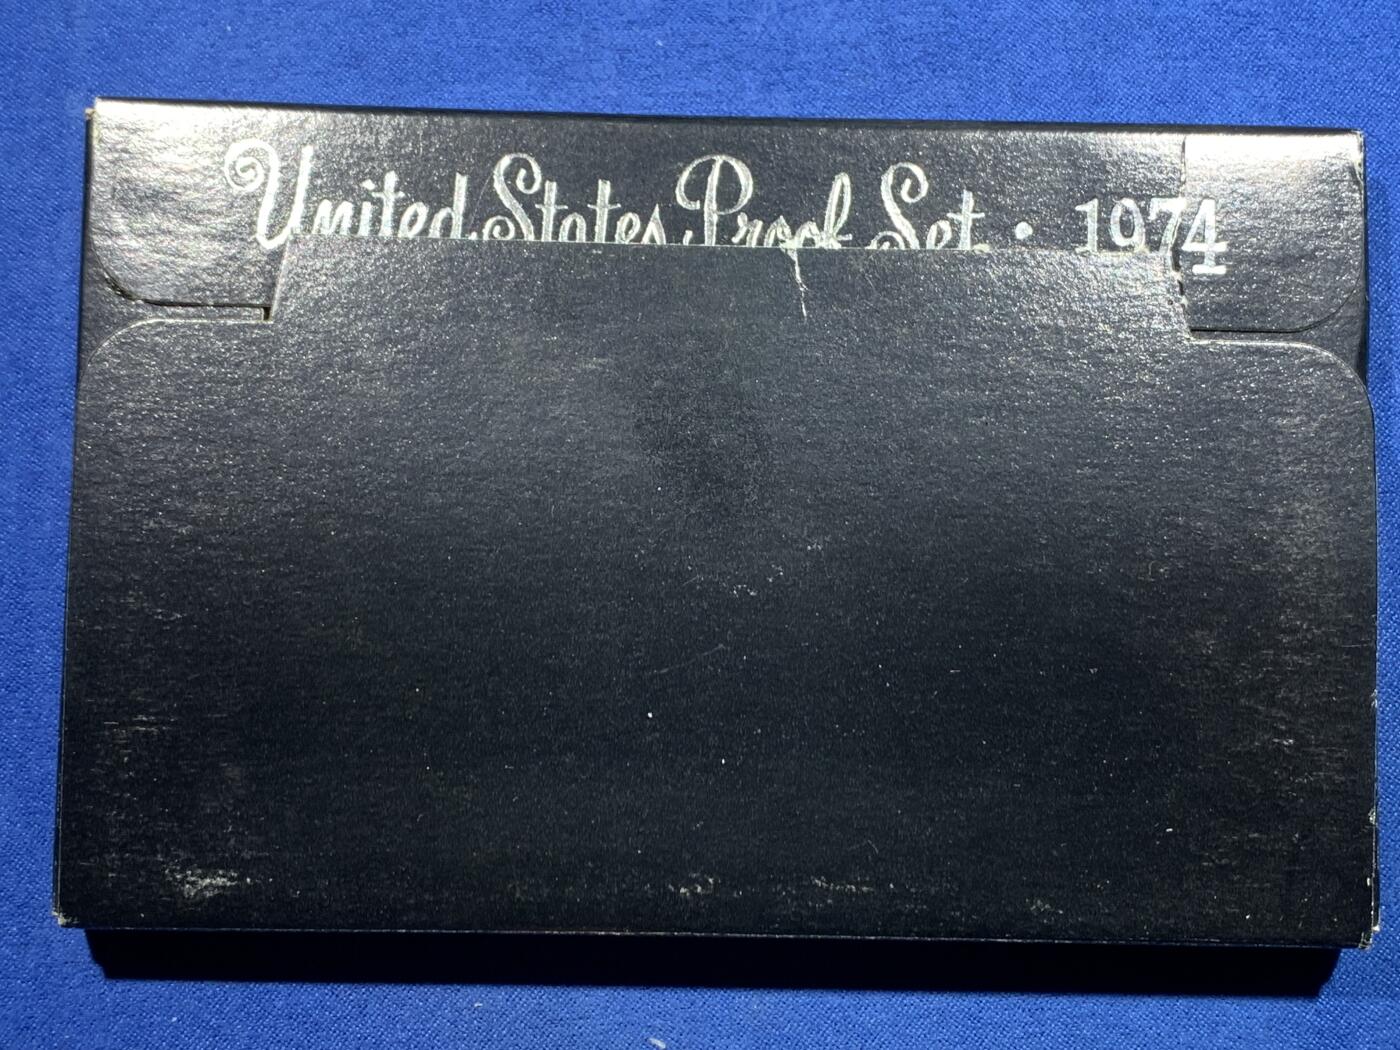 United States Proof Set · 1974